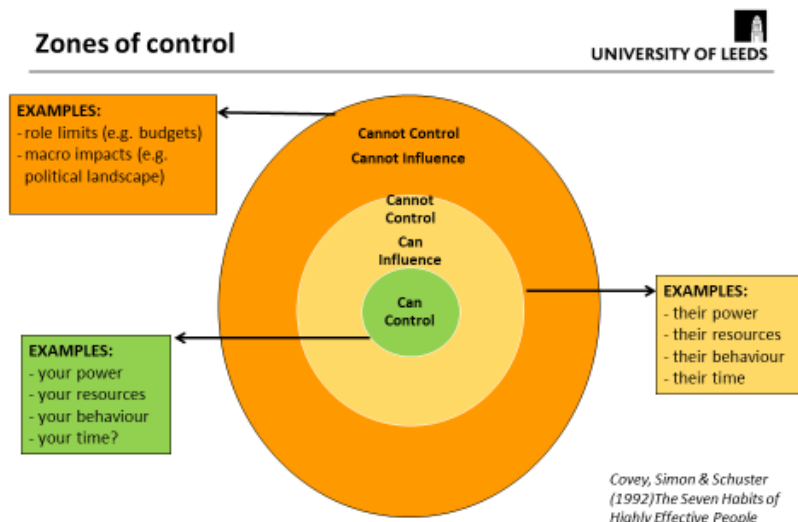 Zones of control
UNIVERSITY OF LEEDS
EXAMPLES:
- role limits (e.g. budgets)
- macro impacts (e.g.
political landscape)
Cannot Control
Cannot Influence
Cannot
Control
Can
Influence
Can
Control
EXAMPLES:
- their power
- their resources
- their behaviour
- their time
EXAMPLES:
- your power
- your resources
- your behaviour
- your time?
Covey, Simon & Schuster
(1992)The Seven Habits of
Highly Effective People